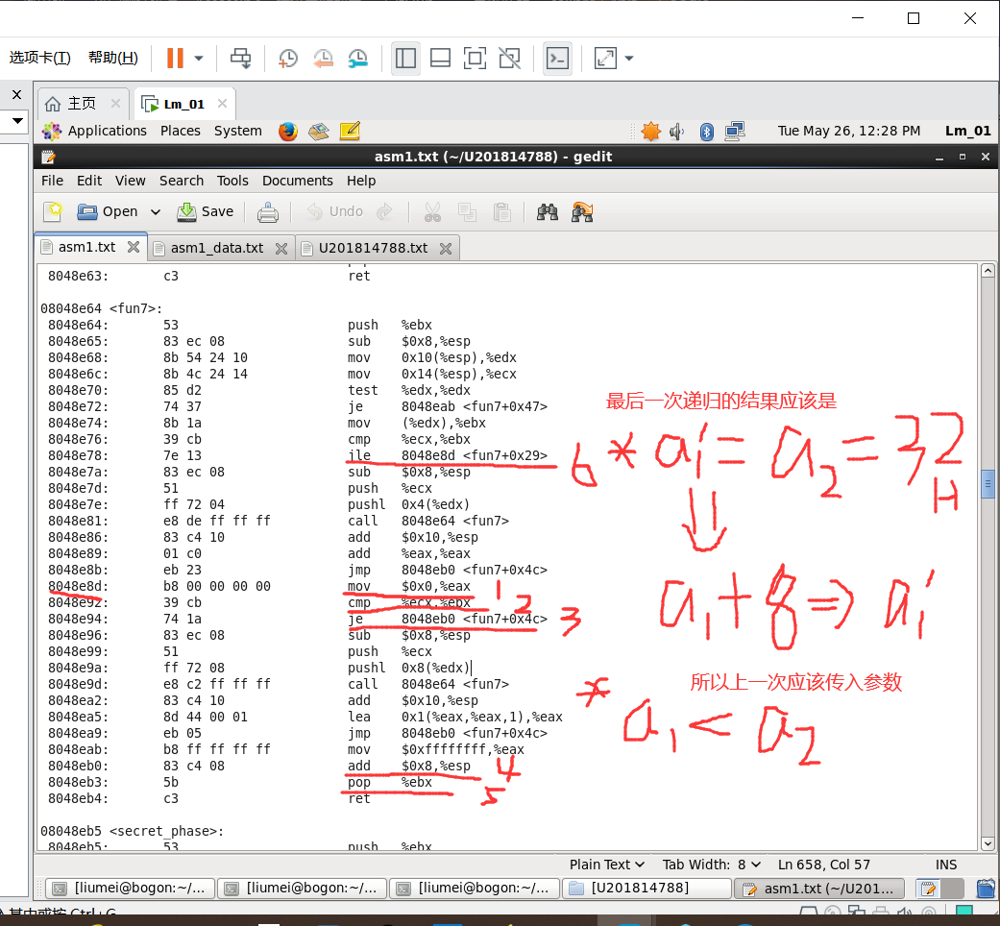 选项卡(T) 帮助(H)
主页 Lm_01
Applications Places System Tue May 26, 12:28 PM Lm_01
asm1.txt (~/U201814788) - gedit
File Edit View Search Tools Documents Help
Open Save Undo
asm1.txt asm1_data.txt U201814788.txt
8048e63: c3 ret
08048e64 <fun7>:
8048e64: 53 push %ebx
8048e65: 83 ec 08 sub $0x8,%esp
8048e68: 8b 54 24 10 mov 0x10(%esp),%edx
8048e6c: 8b 4c 24 14 mov 0x14(%esp),%ecx
8048e70: 85 d2 test %edx,%edx
8048e72: 74 37 je 8048eab <fun7+0x47>
8048e74: 8b 1a mov (%edx),%ebx
8048e76: 39 cb cmp %ecx,%ebx
8048e78: 7e 13 jle 8048e8d <fun7+0x29>
8048e7a: 83 ec 08 sub $0x8,%esp
8048e7d: 51 push %ecx
8048e7e: ff 72 04 pushl 0x4(%edx)
8048e81: e8 de ff ff ff call 8048e64 <fun7>
8048e86: 83 c4 10 add $0x10,%esp
8048e89: 01 c0 add %eax,%eax
8048e8b: eb 23 jmp 8048eb0 <fun7+0x4c>
8048e8d: b8 00 00 00 00 mov $0x0,%eax 1
8048e92: 39 cb cmp %ecx,%ebx 2
8048e94: 74 1a je 8048eb0 <fun7+0x4c> 3
8048e96: 83 ec 08 sub $0x8,%esp
8048e99: 51 push %ecx
8048e9a: ff 72 08 pushl 0x8(%edx)
8048e9d: e8 c2 ff ff ff call 8048e64 <fun7>
8048ea2: 83 c4 10 add $0x10,%esp
8048ea5: 8d 44 00 01 lea 0x1(%eax,%eax,1),%eax
8048ea9: eb 05 jmp 8048eb0 <fun7+0x4c>
8048eab: b8 ff ff ff ff mov $0xffffffff,%eax
8048eb0: 83 c4 08 add $0x8,%esp 4
8048eb3: 5b pop %ebx 5
8048eb4: c3 ret
08048eb5 <secret_phase>:
8048eb5: 53 push %ebx
最后一次递归的结果应该是
* a₁' = a₂ = 32
H
a₁ + 8 ⇒ a₁'
所以上一次应该传入参数
* a₁ < a₂
Plain Text Tab Width: 8 Ln 658, Col 57 INS
[liumei@bogon:~/... [liumei@bogon:~/... [liumei@bogon:~/... [U201814788] asm1.txt (~/U201...